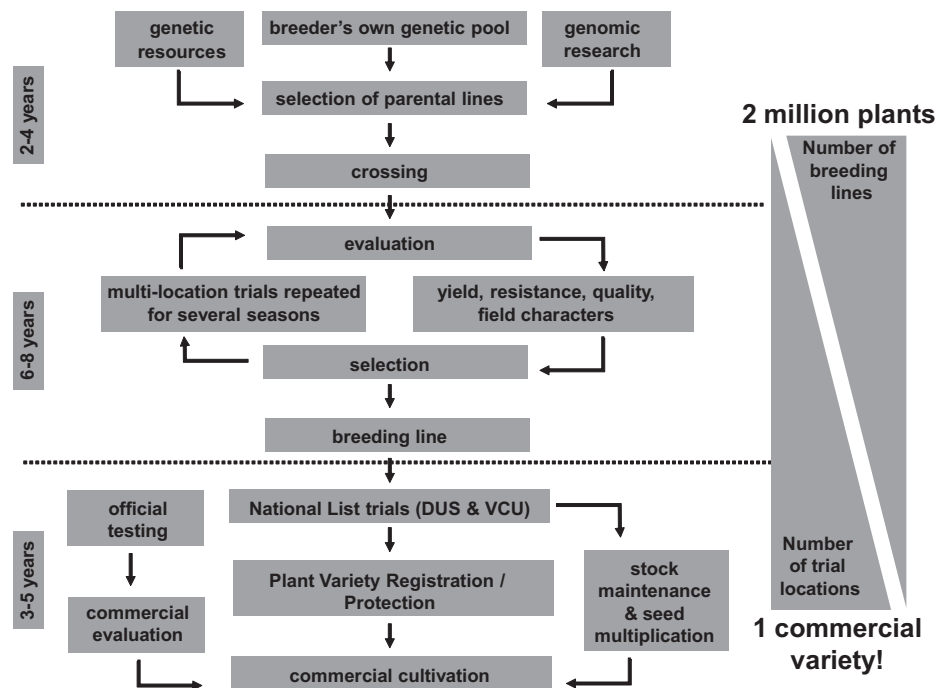 genetic
resources
breeder's own genetic pool
genomic
research
2-4 years
selection of parental lines
crossing
2 million plants
Number of
breeding
lines
evaluation
multi-location trials repeated
for several seasons
yield, resistance, quality,
field characters
6-8 years
selection
breeding line
official
testing
National List trials (DUS & VCU)
3-5 years
Plant Variety Registration /
Protection
stock
maintenance
& seed
multiplication
commercial
evaluation
commercial cultivation
Number
of trial
locations
1 commercial
variety!